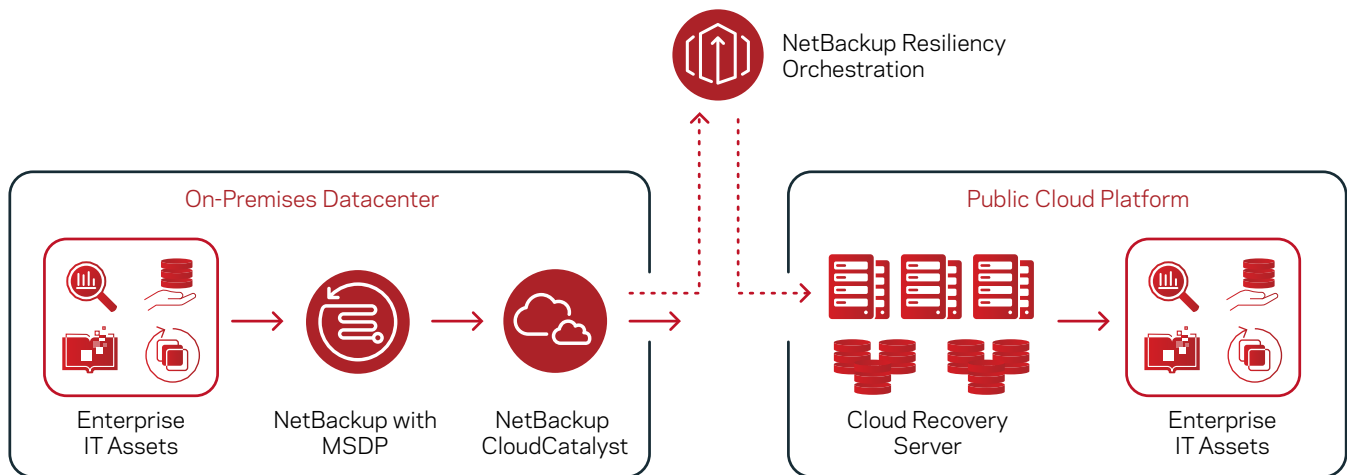 NetBackup Resiliency
Orchestration
On-Premises Datacenter
Public Cloud Platform
Enterprise
IT Assets
NetBackup with
MSDP
NetBackup
CloudCatalyst
Cloud Recovery
Server
Enterprise
IT Assets